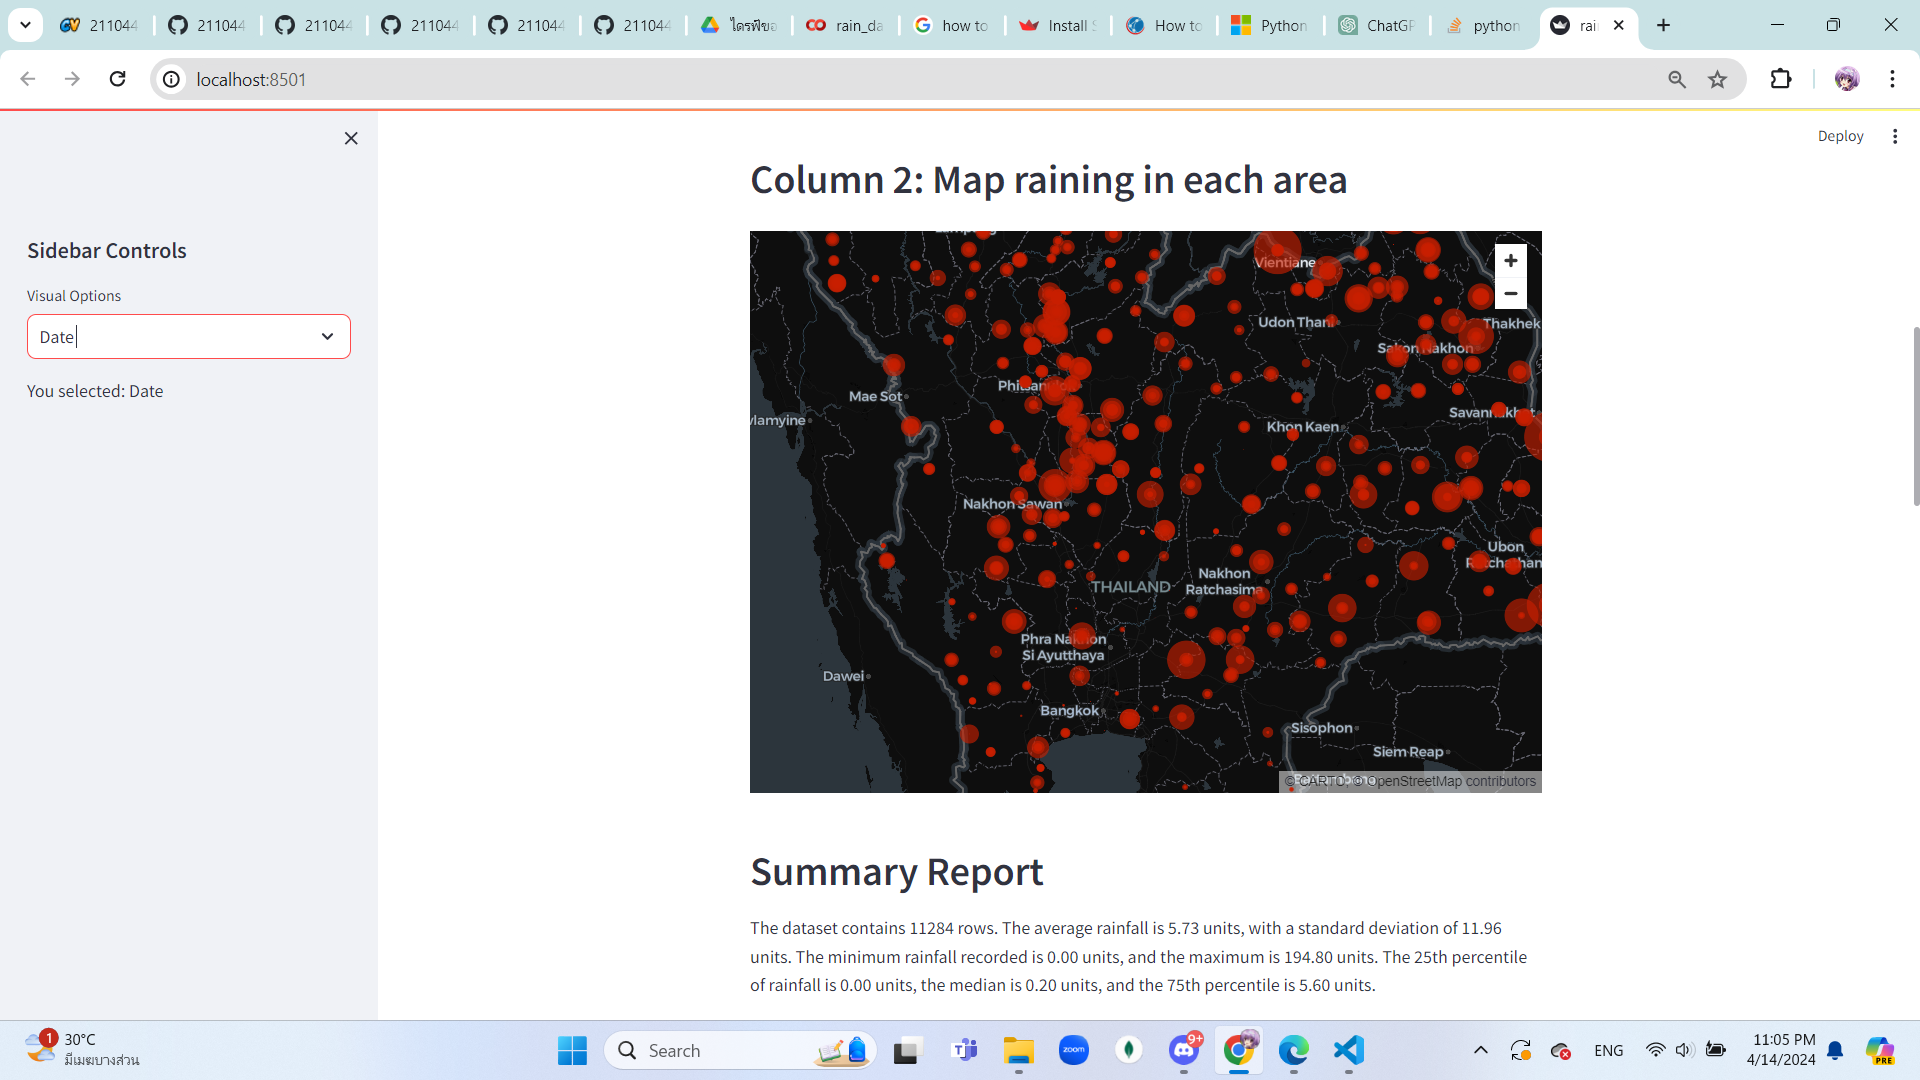 211044
211044
211044
211044
211044
211044
ไดรฟ์ขอ
rain_da
how to
Install S
How to
Python
ChatGP
python
rai
localhost:8501
Deploy
Sidebar Controls
Visual Options
Date
You selected: Date
Column 2: Map raining in each area
Vientiane
Udon Thani
Thakhek
Sakon Nakhon
Phitsanulok
Mae Sot
Savannakhet
Khon Kaen
Nakhon Sawan
Ubon
Ratchathan
THAILAND
Nakhon
Ratchasima
Phra Nakhon
Si Ayutthaya
Dawei
Bangkok
Sisophon
Siem Reap
© CARTO, © OpenStreetMap contributors
Summary Report
The dataset contains 11284 rows. The average rainfall is 5.73 units, with a standard deviation of 11.96
units. The minimum rainfall recorded is 0.00 units, and the maximum is 194.80 units. The 25th percentile
of rainfall is 0.00 units, the median is 0.20 units, and the 75th percentile is 5.60 units.
1
30°C
มีเมฆบางส่วน
Search
zoom
9+
ENG
11:05 PM
4/14/2024
PRE